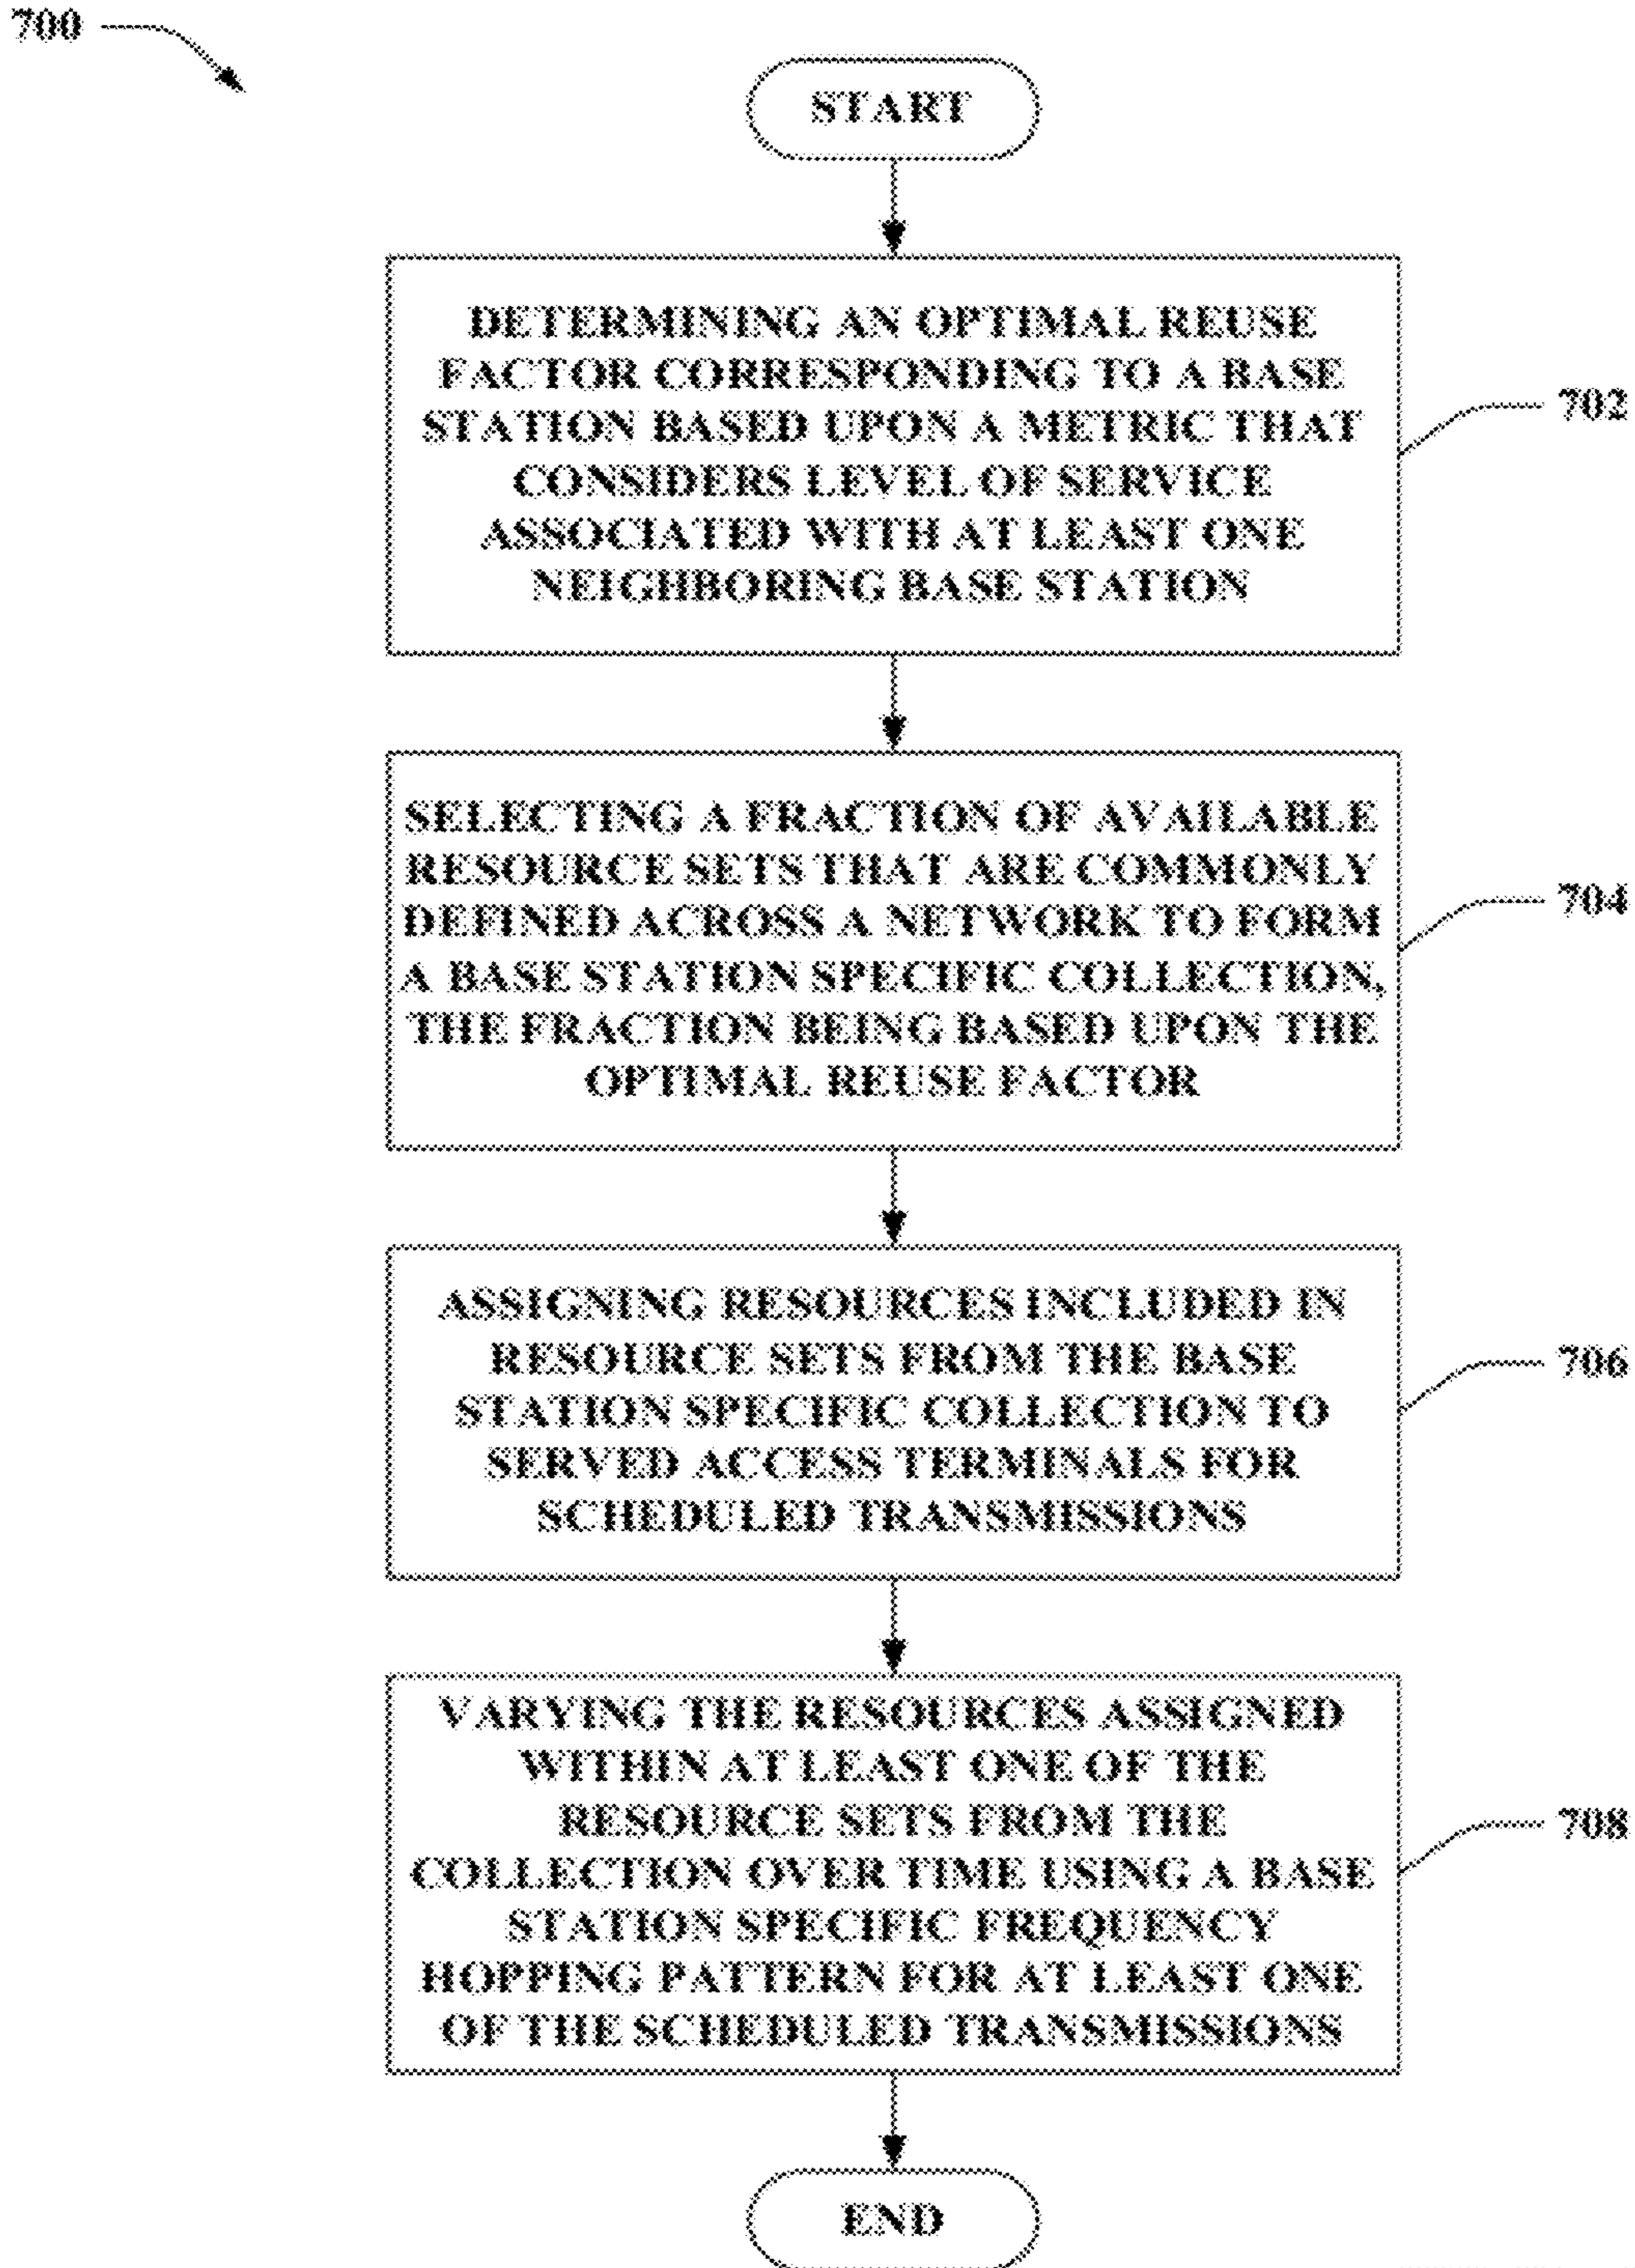 700
START
DETERMINING AN OPTIMAL REUSE
FACTOR CORRESPONDING TO A BASE
STATION BASED UPON A METRIC THAT
CONSIDERS LEVEL OF SERVICE
ASSOCIATED WITH AT LEAST ONE
NEIGHBORING BASE STATION
702
SELECTING A FRACTION OF AVAILABLE
RESOURCE SETS THAT ARE COMMONLY
DEFINED ACROSS A NETWORK TO FORM
A BASE STATION SPECIFIC COLLECTION,
THE FRACTION BEING BASED UPON THE
OPTIMAL REUSE FACTOR
704
ASSIGNING RESOURCES INCLUDED IN
RESOURCE SETS FROM THE BASE
STATION SPECIFIC COLLECTION TO
SERVED ACCESS TERMINALS FOR
SCHEDULED TRANSMISSIONS
706
VARYING THE RESOURCES ASSIGNED
WITHIN AT LEAST ONE OF THE
RESOURCE SETS FROM THE
COLLECTION OVER TIME USING A BASE
STATION SPECIFIC FREQUENCY
HOPPING PATTERN FOR AT LEAST ONE
OF THE SCHEDULED TRANSMISSIONS
708
END